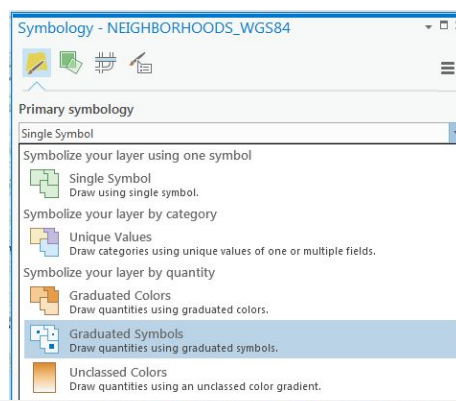 Symbology - NEIGHBORHOODS_WGS84
Primary symbology
Single Symbol
Symbolize your layer using one symbol
Single Symbol
Draw using single symbol.
Symbolize your layer by category
Unique Values
Draw categories using unique values of one or multiple fields.
Symbolize your layer by quantity
Graduated Colors
Draw quantities using graduated colors.
Graduated Symbols
Draw quantities using graduated symbols.
Unclassed Colors
Draw quantities using an unclassed color gradient.